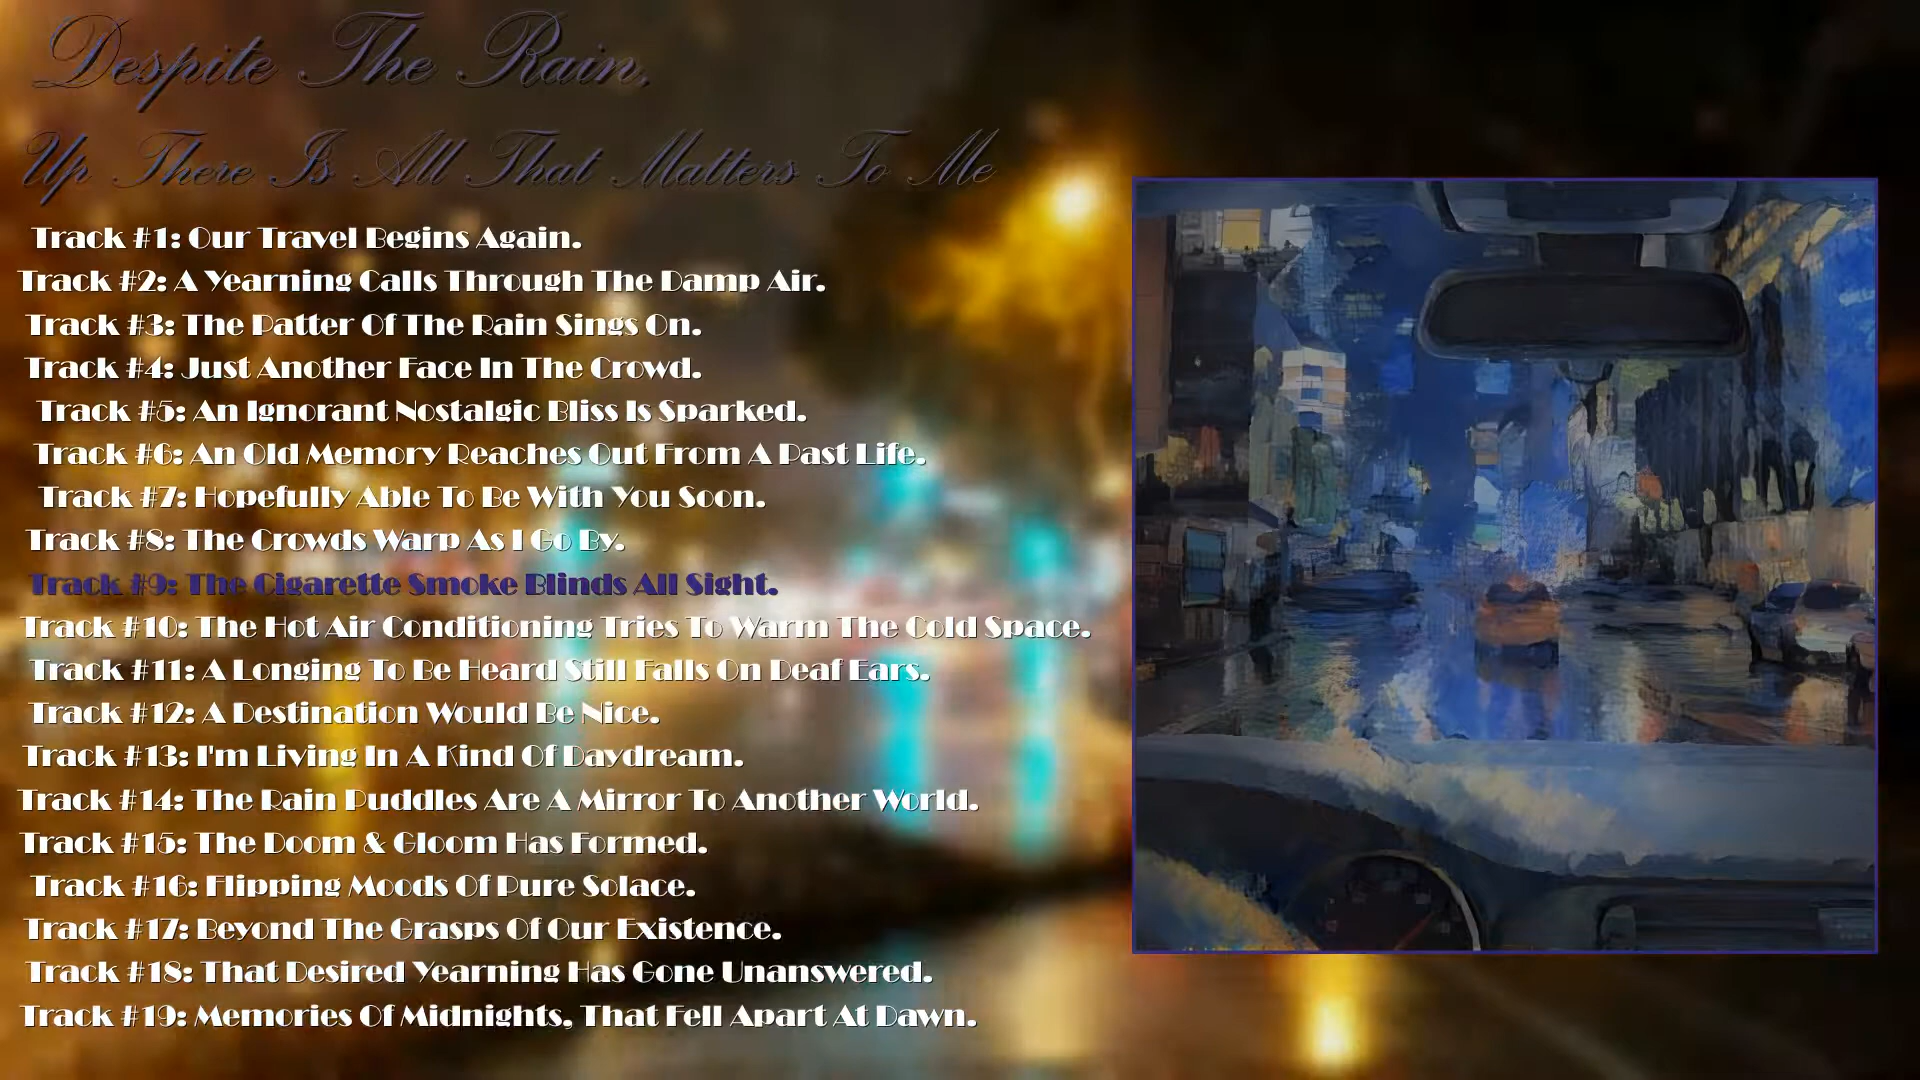 Despite The Rain,
Up There Is All That Matters To Me
Track #1: Our Travel Begins Again.
Track #2: A Yearning Calls Through The Damp Air.
Track #3: The Patter Of The Rain Sings On.
Track #4: Just Another Face In The Crowd.
Track #5: An Ignorant Nostalgic Bliss Is Sparked.
Track #6: An Old Memory Reaches Out From A Past Life.
Track #7: Hopefully Able To Be With You Soon.
Track #8: The Crowds Warp As I Go By.
Track #9: The Cigarette Smoke Blinds All Sight.
Track #10: The Hot Air Conditioning Tries To Warm The Cold Space.
Track #11: A Longing To Be Heard Still Falls On Deaf Ears.
Track #12: A Destination Would Be Nice.
Track #13: I'm Living In A Kind Of Daydream.
Track #14: The Rain Puddles Are A Mirror To Another World.
Track #15: The Doom & Gloom Has Formed.
Track #16: Flipping Moods Of Pure Solace.
Track #17: Beyond The Grasps Of Our Existence.
Track #18: That Desired Yearning Has Gone Unanswered.
Track #19: Memories Of Midnights, That Fell Apart At Dawn.